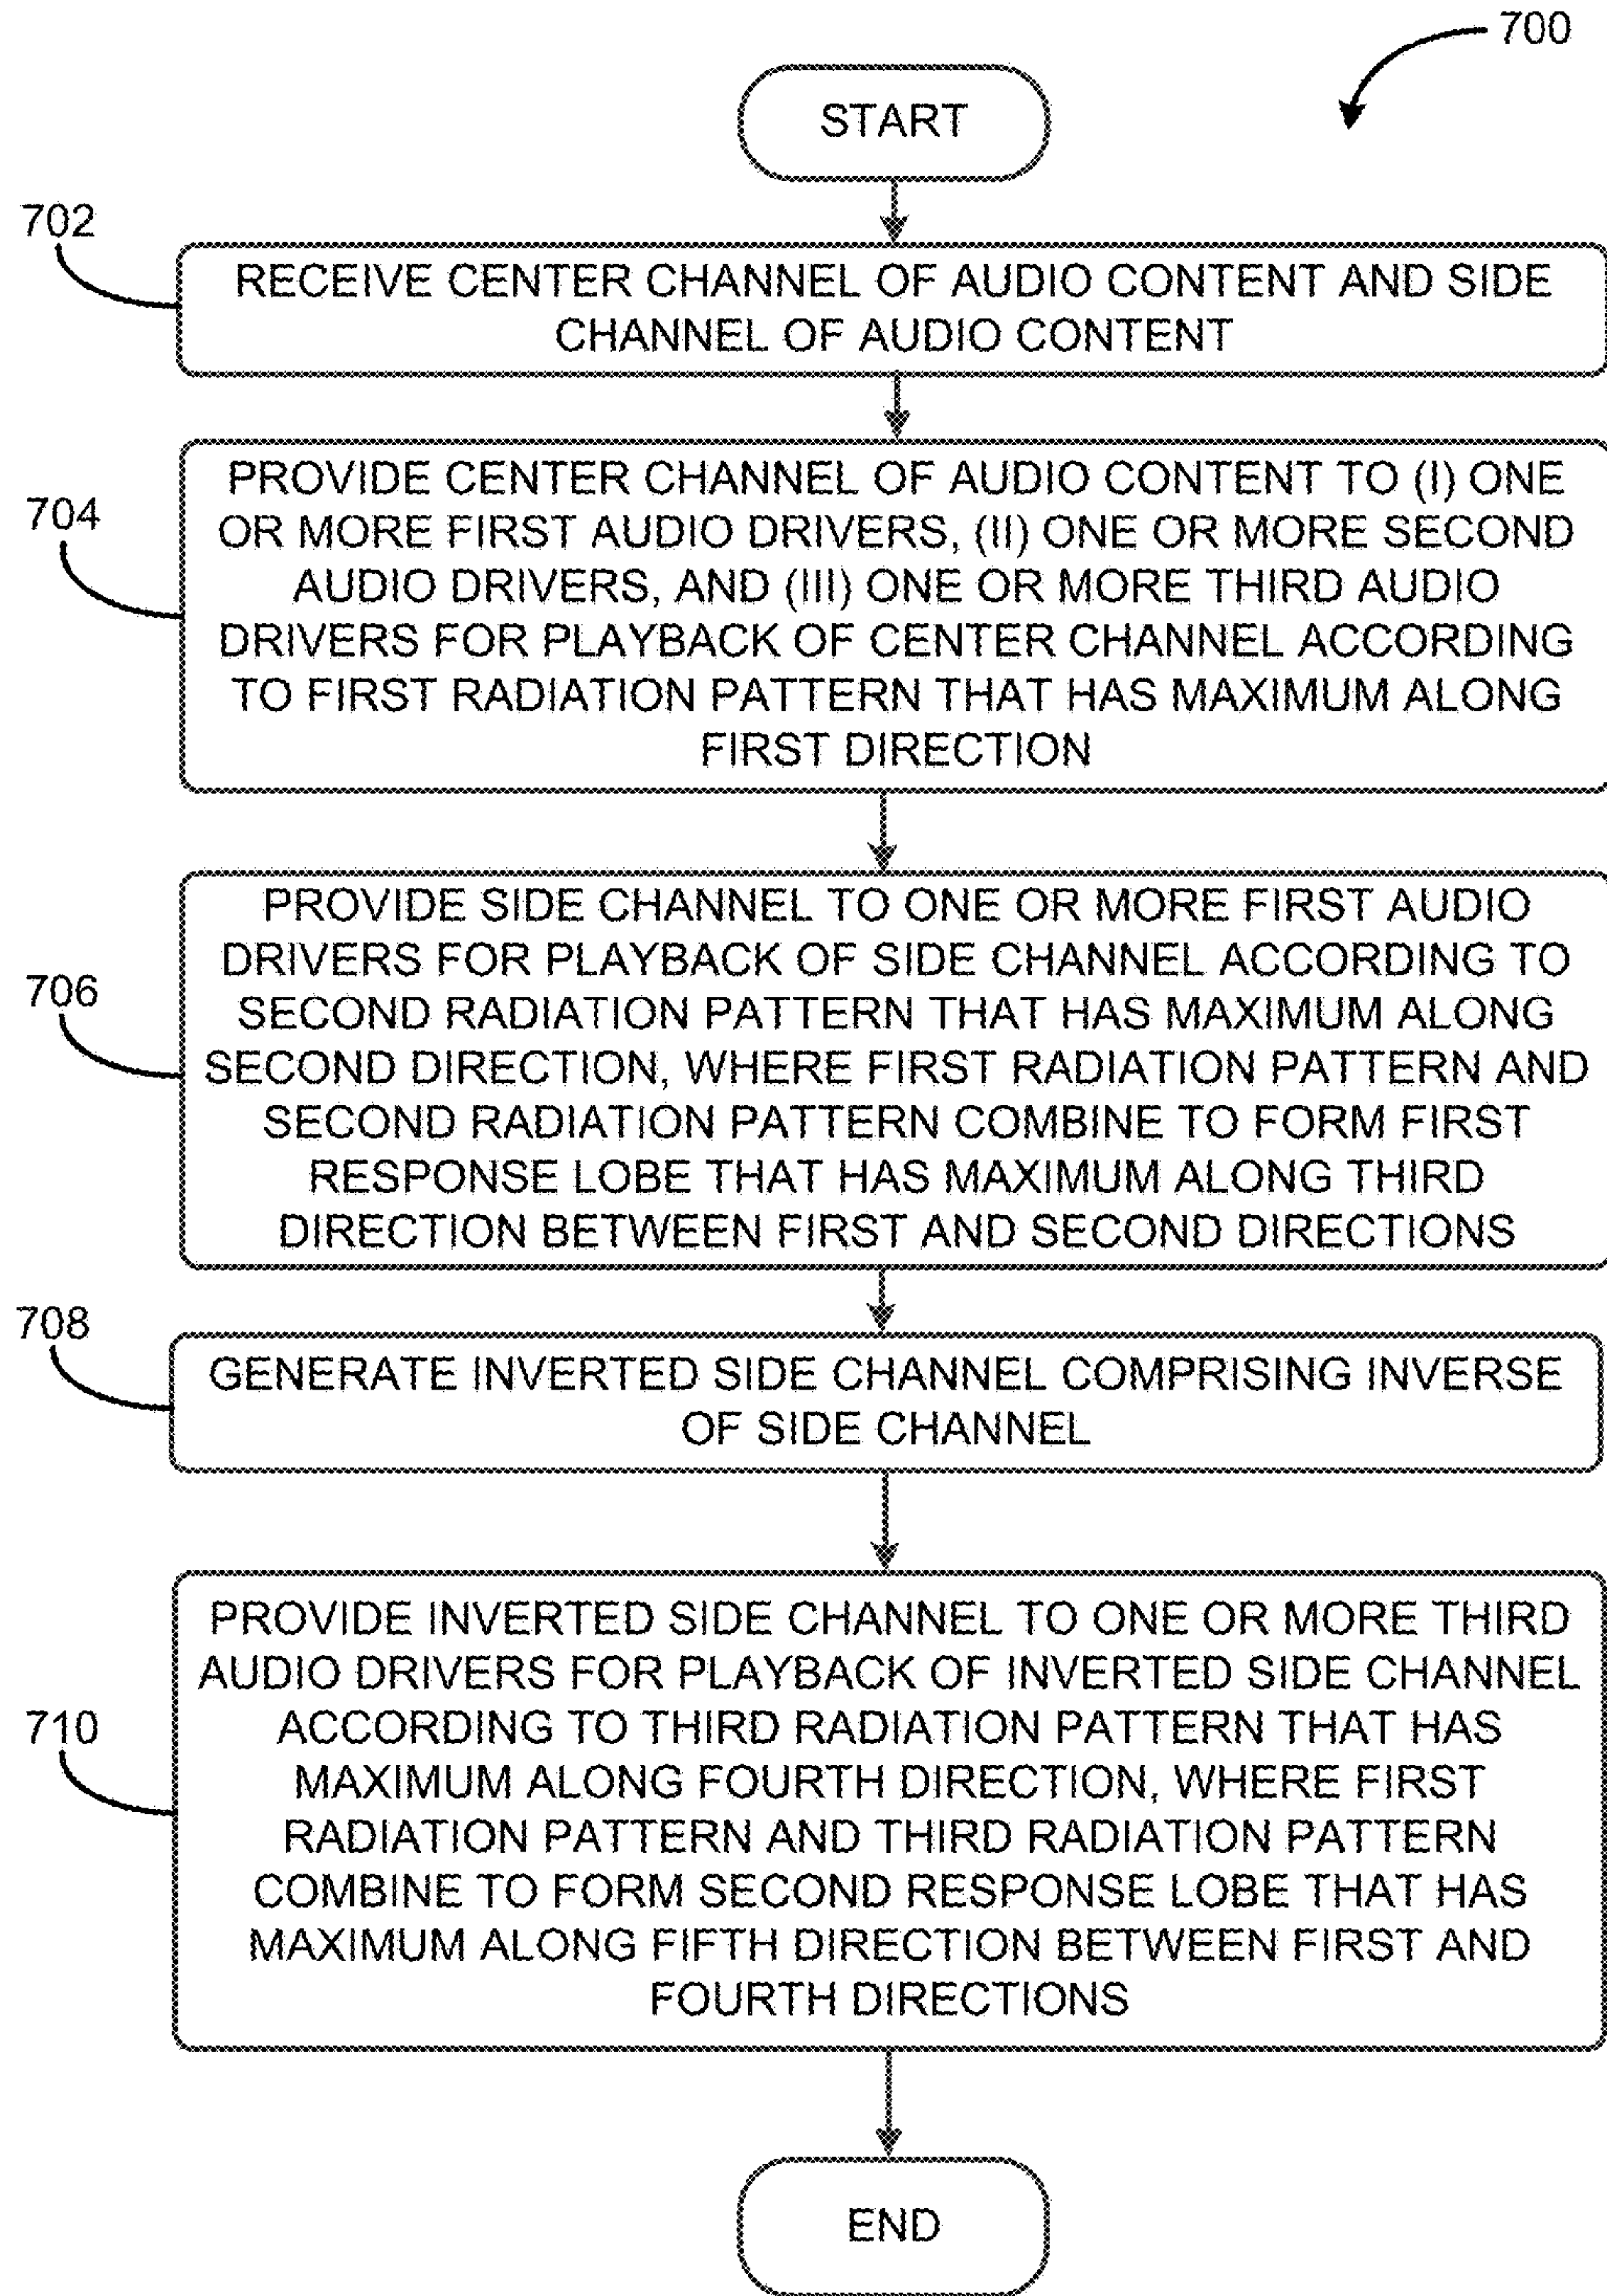 700
START
702
RECEIVE CENTER CHANNEL OF AUDIO CONTENT AND SIDE
CHANNEL OF AUDIO CONTENT
704
PROVIDE CENTER CHANNEL OF AUDIO CONTENT TO (I) ONE
OR MORE FIRST AUDIO DRIVERS, (II) ONE OR MORE SECOND
AUDIO DRIVERS, AND (III) ONE OR MORE THIRD AUDIO
DRIVERS FOR PLAYBACK OF CENTER CHANNEL ACCORDING
TO FIRST RADIATION PATTERN THAT HAS MAXIMUM ALONG
FIRST DIRECTION
706
PROVIDE SIDE CHANNEL TO ONE OR MORE FIRST AUDIO
DRIVERS FOR PLAYBACK OF SIDE CHANNEL ACCORDING TO
SECOND RADIATION PATTERN THAT HAS MAXIMUM ALONG
SECOND DIRECTION, WHERE FIRST RADIATION PATTERN AND
SECOND RADIATION PATTERN COMBINE TO FORM FIRST
RESPONSE LOBE THAT HAS MAXIMUM ALONG THIRD
DIRECTION BETWEEN FIRST AND SECOND DIRECTIONS
708
GENERATE INVERTED SIDE CHANNEL COMPRISING INVERSE
OF SIDE CHANNEL
710
PROVIDE INVERTED SIDE CHANNEL TO ONE OR MORE THIRD
AUDIO DRIVERS FOR PLAYBACK OF INVERTED SIDE CHANNEL
ACCORDING TO THIRD RADIATION PATTERN THAT HAS
MAXIMUM ALONG FOURTH DIRECTION, WHERE FIRST
RADIATION PATTERN AND THIRD RADIATION PATTERN
COMBINE TO FORM SECOND RESPONSE LOBE THAT HAS
MAXIMUM ALONG FIFTH DIRECTION BETWEEN FIRST AND
FOURTH DIRECTIONS
END